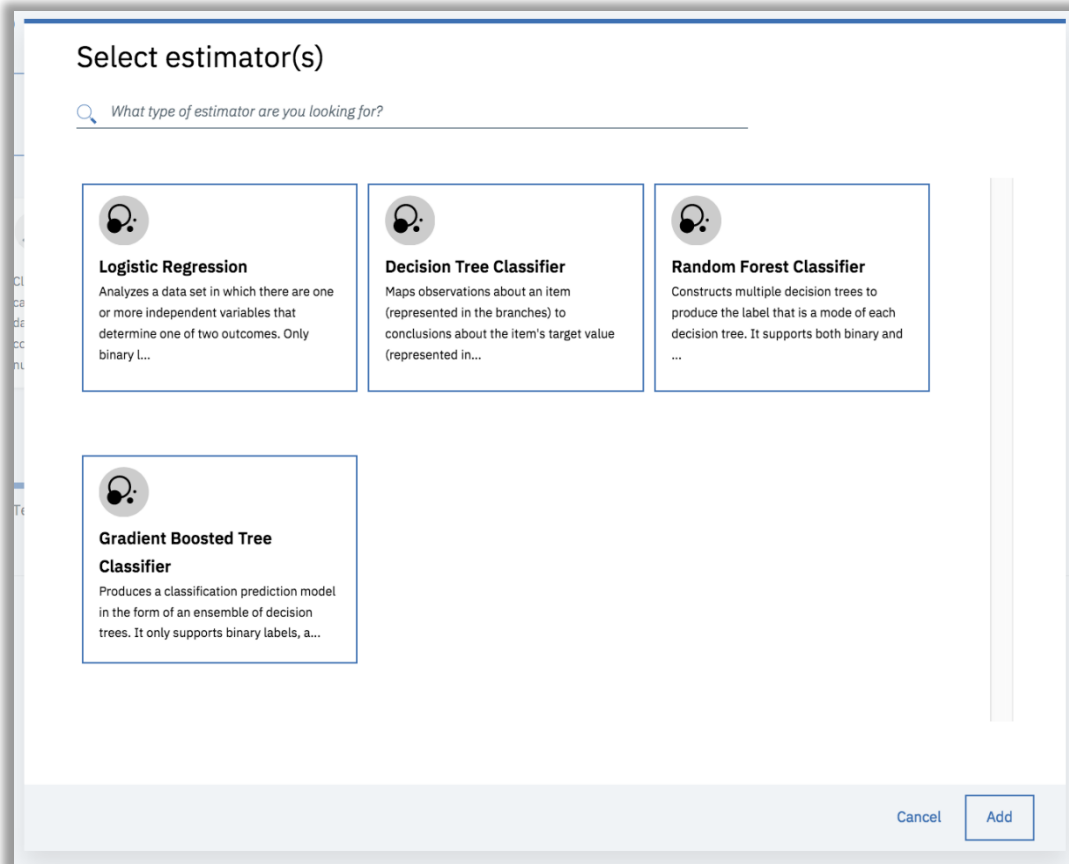 Select estimator(s)
What type of estimator are you looking for?
Logistic Regression
Analyzes a data set in which there are one
or more independent variables that
determine one of two outcomes. Only
binary l...
Decision Tree Classifier
Maps observations about an item
(represented in the branches) to
conclusions about the item's target value
(represented in...
Random Forest Classifier
Constructs multiple decision trees to
produce the label that is a mode of each
decision tree. It supports both binary and
...
Gradient Boosted Tree
Classifier
Produces a classification prediction model
in the form of an ensemble of decision
trees. It only supports binary labels, a...
Cancel
Add